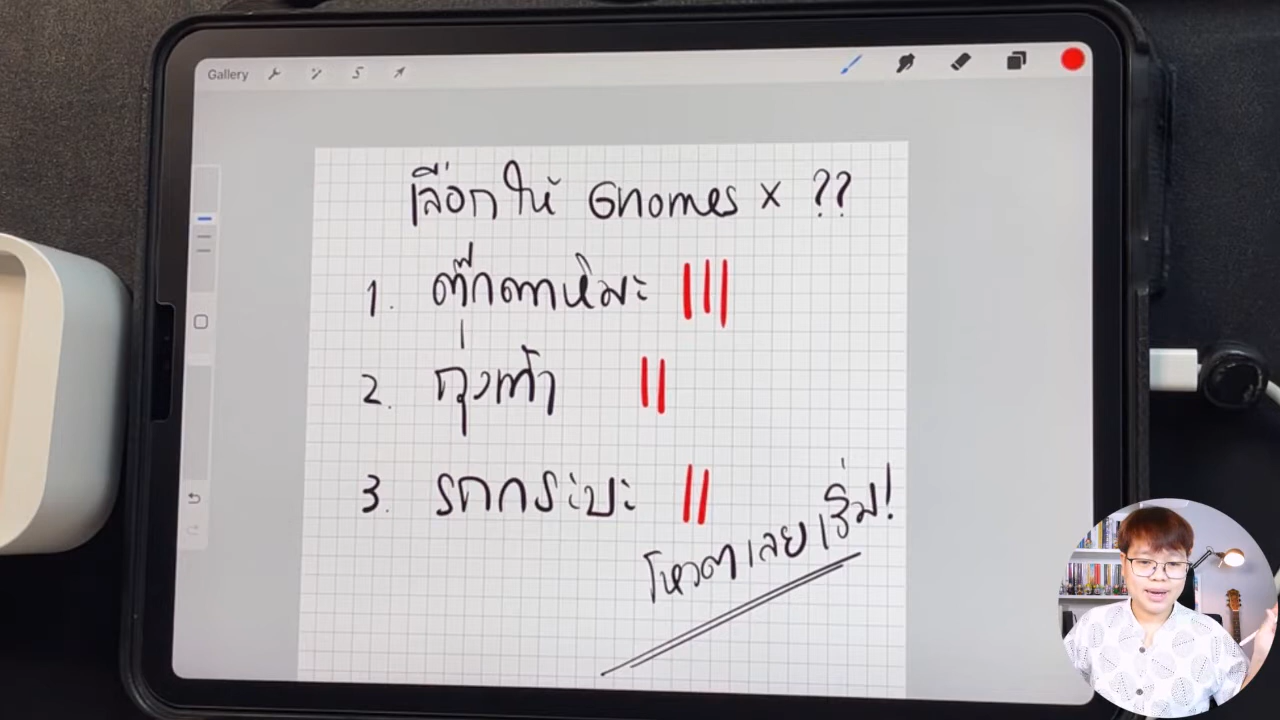 Gallery
เลือกให้ Gnomes x ??
1. ตุ๊กตาหิมะ |||
2. ถุงเท้า ||
3. รถกระบะ ||
โหวตเลย เริ่ม!